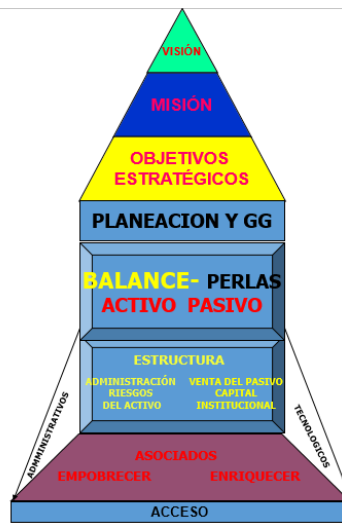 VISIÓN
MISIÓN
OBJETIVOS
ESTRATÉGICOS
PLANEACION Y GG
BALANCE- PERLAS
ACTIVO PASIVO
ESTRUCTURA
ADMINISTRACIÓN
RIESGOS
DEL ACTIVO
VENTA DEL PASIVO
CAPITAL
INSTITUCIONAL
ADMMINISTRATIVOS
TECNOLOGICOS
ASOCIADOS
EMPOBRECER ENRIQUECER
ACCESO